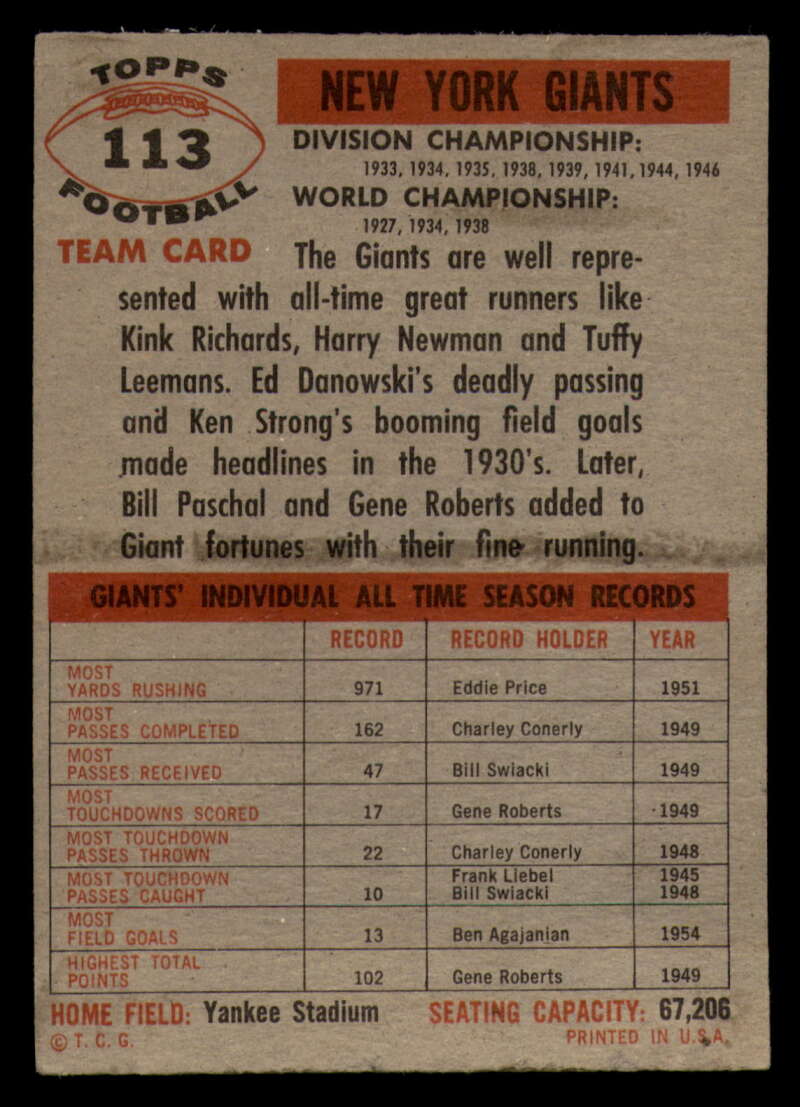 TOPPS
113
FOOTBALL
TEAM CARD
NEW YORK GIANTS
DIVISION CHAMPIONSHIP:
1933, 1934, 1935, 1938, 1939, 1941, 1944, 1946
WORLD CHAMPIONSHIP:
1927, 1934, 1938
The Giants are well repre-
sented with all-time great runners like
Kink Richards, Harry Newman and Tuffy
Leemans. Ed Danowski's deadly passing
and Ken Strong's booming field goals
made headlines in the 1930's. Later,
Bill Paschal and Gene Roberts added to
Giant fortunes with their fine running.
GIANTS' INDIVIDUAL ALL TIME SEASON RECORDS
RECORD RECORD HOLDER YEAR
MOST
YARDS RUSHING 971 Eddie Price 1951
MOST
PASSES COMPLETED 162 Charley Conerly 1949
MOST
PASSES RECEIVED 47 Bill Swiacki 1949
MOST
TOUCHDOWNS SCORED 17 Gene Roberts 1949
MOST TOUCHDOWN
PASSES THROWN 22 Charley Conerly 1948
MOST TOUCHDOWN Frank Liebel 1945
PASSES CAUGHT 10 Bill Swiacki 1948
MOST
FIELD GOALS 13 Ben Agajanian 1954
HIGHEST TOTAL
POINTS 102 Gene Roberts 1949
HOME FIELD: Yankee Stadium SEATING CAPACITY: 67,206
© T. C. G. PRINTED IN U.S.A.